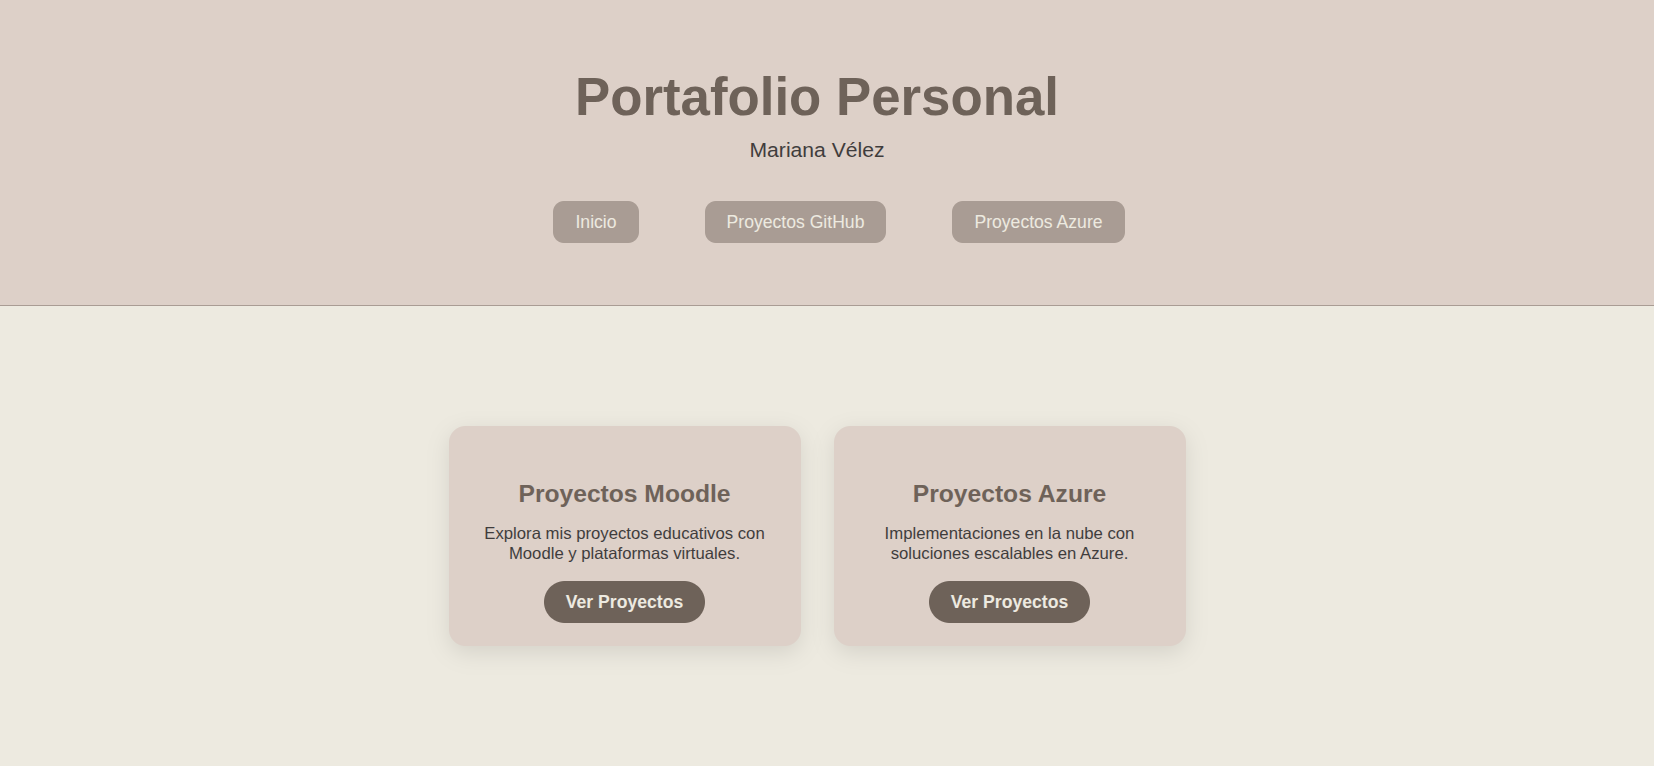 Portafolio Personal
Mariana Vélez
Inicio
Proyectos GitHub
Proyectos Azure
Proyectos Moodle
Explora mis proyectos educativos con
Moodle y plataformas virtuales.
Ver Proyectos
Proyectos Azure
Implementaciones en la nube con
soluciones escalables en Azure.
Ver Proyectos